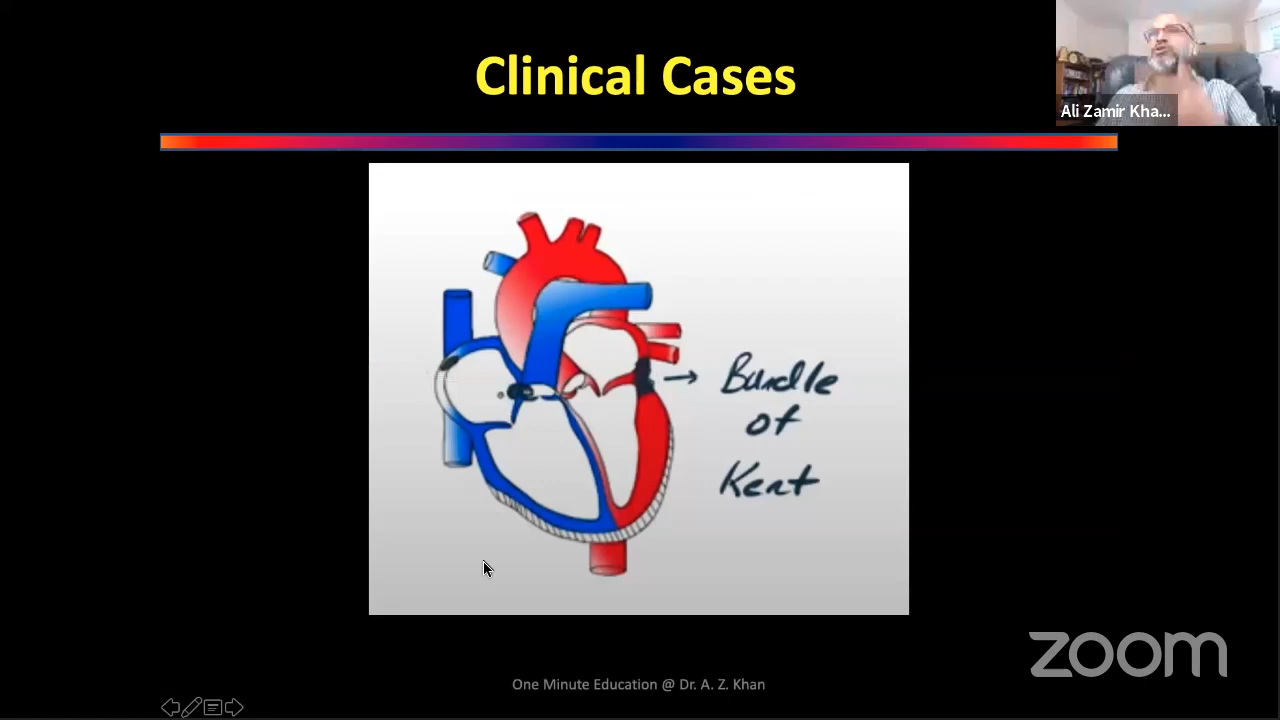 Clinical Cases
Ali Zamir Kha...
Bundle
of
Kent
zoom
One Minute Education @ Dr. A. Z. Khan